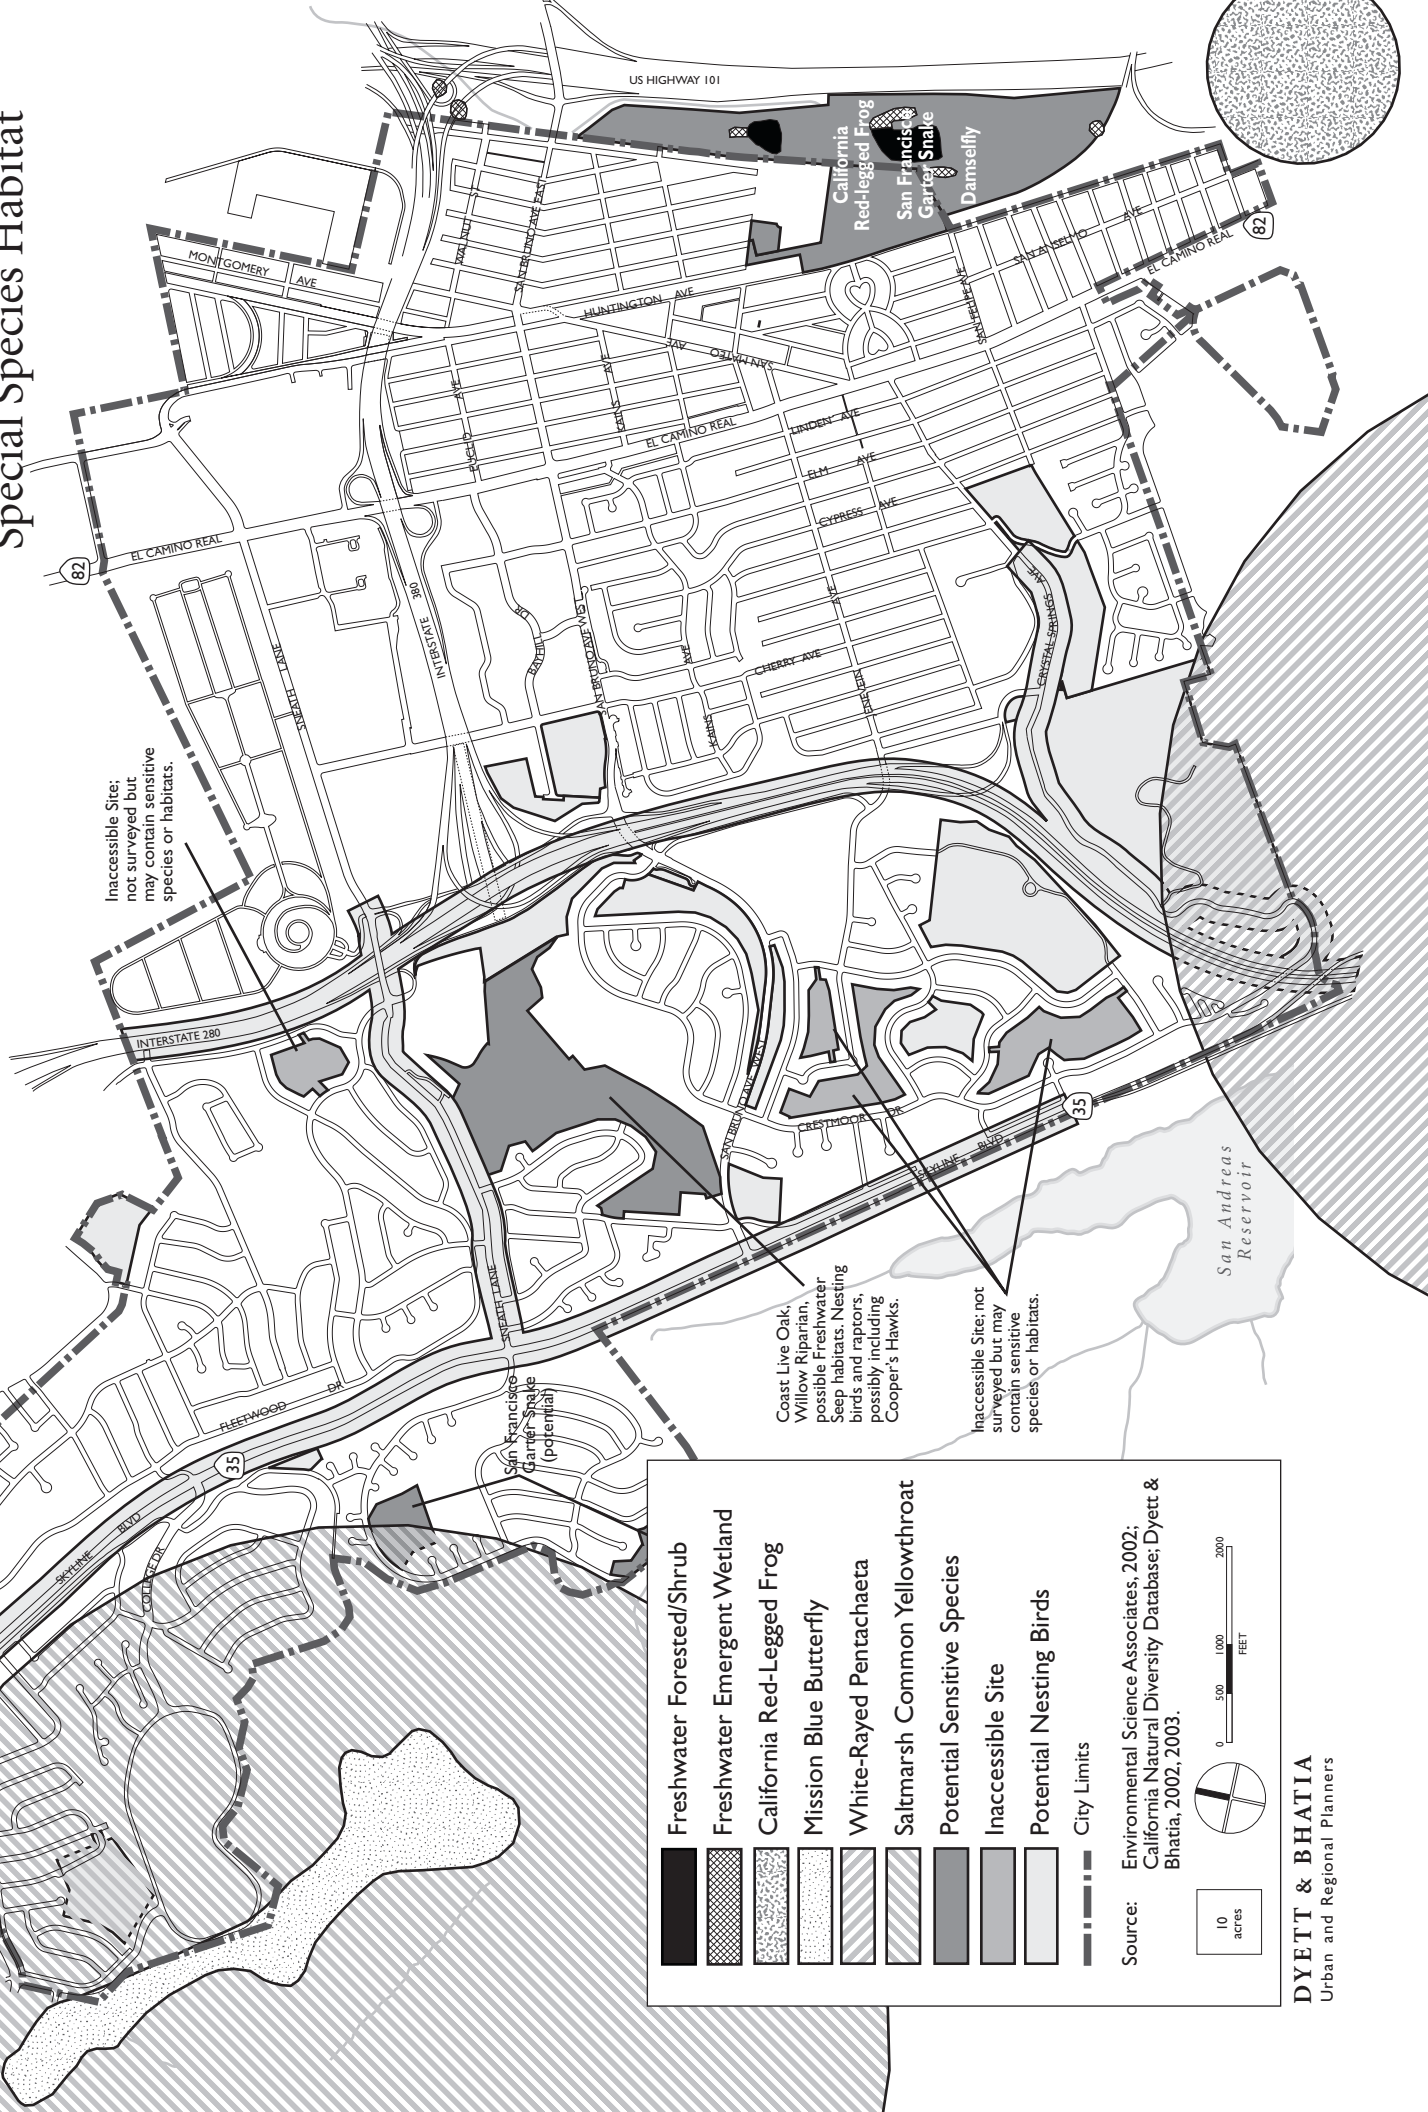 Special Species Habitat
US HIGHWAY 101
California
Red-legged Frog
San Francisco
Garter Snake
Damselfly
82
EL CAMINO REAL
SAN ANSELMO AVE
SAN FELIPE AVE
MONTGOMERY AVE
WALNUT ST
SAN BRUNO AVE EAST
HUNTINGTON AVE
SAN MATEO AVE
EUCLID AVE
KAINS AVE
EL CAMINO REAL
LINDEN AVE
ELM AVE
CYPRESS AVE
82
EL CAMINO REAL
SNEATH LANE
INTERSTATE 380
BAYHILL DR
SAN BRUNO AVE WEST
KAINS AVE
CHERRY AVE
JENEVEIN AVE
CRYSTAL SPRINGS AVE
Inaccessible Site;
not surveyed but
may contain sensitive
species or habitats.
INTERSTATE 280
SAN BRUNO AVE WEST
CRESTMOOR DR
SKYLINE BLVD
35
San Andreas
Reservoir
SNEATH LANE
Coast Live Oak,
Willow Riparian,
possible Freshwater
Seep habitats. Nesting
birds and raptors,
possibly including
Cooper's Hawks.
Inaccessible Site; not
surveyed but may
contain sensitive
species or habitats.
FLEETWOOD DR
35
San Francisco
Garter Snake
(potential)
SKYLINE BLVD
COLLEGE DR
Freshwater Forested/Shrub
Freshwater Emergent Wetland
California Red-Legged Frog
Mission Blue Butterfly
White-Rayed Pentachaeta
Saltmarsh Common Yellowthroat
Potential Sensitive Species
Inaccessible Site
Potential Nesting Birds
City Limits
Source: Environmental Science Associates, 2002;
California Natural Diversity Database; Dyett &
Bhatia, 2002, 2003.
10
acres
0 500 1000 2000
FEET
DYETT & BHATIA
Urban and Regional Planners